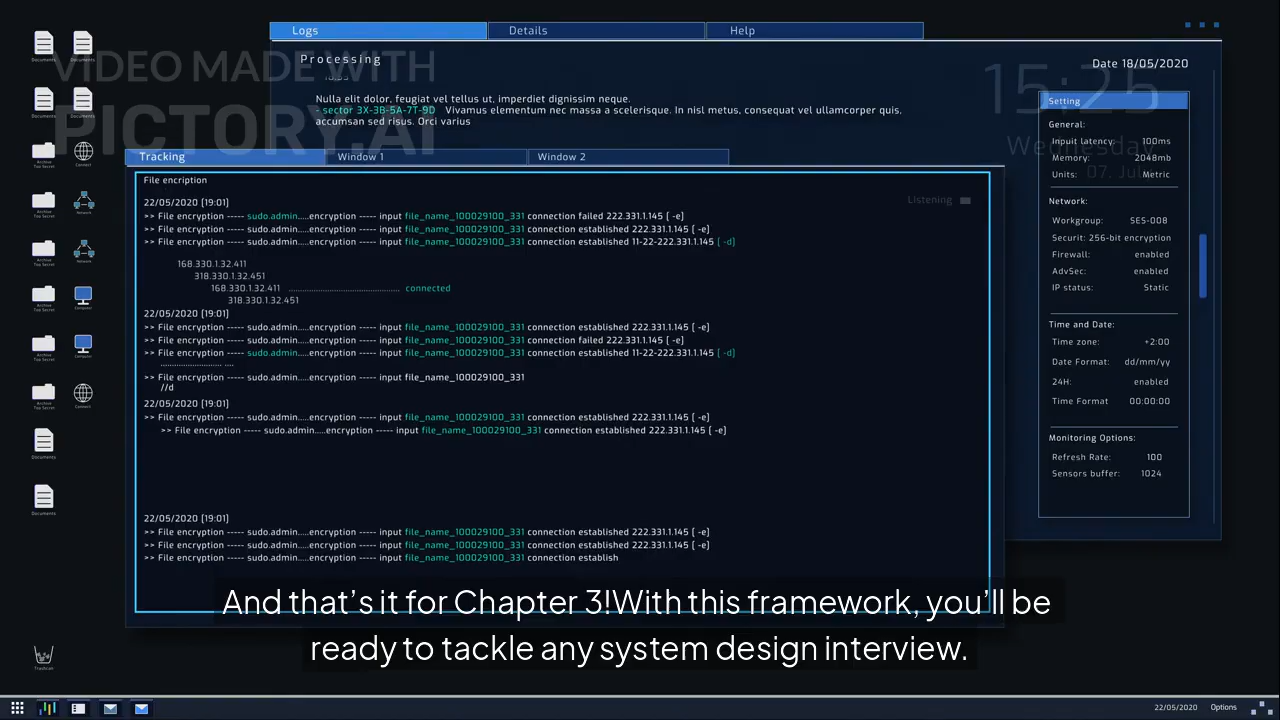 Logs
Details
Help
Processing
Date 18/05/2020
VIDEO MADE WITH
PICTORY.AI
15:25
Wednesday
Nulla elit dolor, feugiat vel tellus ut, imperdiet dignissim neque.
- sector 3X-3B-5A-7T-9D Vivamus elementum nec massa a scelerisque. In nisl metus, consequat vel ullamcorper quis.
accumsan sed risus. Orci varius
Tracking
Window 1
Window 2
File encription
Listening
22/05/2020 [19:01]
>> File encryption ----- sudo.admin.....encryption ----- input file_name_100029100_331 connection failed 222.331.1.145 [ -e]
>> File encryption ----- sudo.admin.....encryption ----- input file_name_100029100_331 connection established 222.331.1.145 [ -e]
>> File encryption ----- sudo.admin.....encryption ----- input file_name_100029100_331 connection established 11-22-222.331.1.145 [ -d]
168.330.1.32.411
318.330.1.32.451
168.330.1.32.411 ................................................ connected
318.330.1.32.451
22/05/2020 [19:01]
>> File encryption ----- sudo.admin.....encryption ----- input file_name_100029100_331 connection established 222.331.1.145 [ -e]
>> File encryption ----- sudo.admin.....encryption ----- input file_name_100029100_331 connection failed 222.331.1.145 [ -e]
>> File encryption ----- sudo.admin.....encryption ----- input file_name_100029100_331 connection established 11-22-222.331.1.145 [ -d]
........................... ....
>> File encryption ----- sudo.admin.....encryption ----- input file_name_100029100_331
//d
22/05/2020 [19:01]
>> File encryption ----- sudo.admin.....encryption ----- input file_name_100029100_331 connection established 222.331.1.145 [ -e]
>> File encryption ----- sudo.admin.....encryption ----- input file_name_100029100_331 connection established 222.331.1.145 [ -e]
22/05/2020 [19:01]
>> File encryption ----- sudo.admin.....encryption ----- input file_name_100029100_331 connection established 222.331.1.145 [ -e]
>> File encryption ----- sudo.admin.....encryption ----- input file_name_100029100_331 connection established 222.331.1.145 [ -e]
>> File encryption ----- sudo.admin.....encryption ----- input file_name_100029100_331 connection establish
Setting
General:
Inpuit latency: 100ms
Memory: 2048mb
Units: Metric
Network:
Workgroup: SES-008
Securit: 256-bit encryption
Firewall: enabled
AdvSec: enabled
IP status: Static
Time and Date:
Time zone: +2:00
Date Format: dd/mm/yy
24H: enabled
Time Format 00:00:00
Monitoring Options:
Refresh Rate: 100
Sensors buffer: 1024
And that's it for Chapter 3!With this framework, you'll be
ready to tackle any system design interview.
22/05/2020
Options